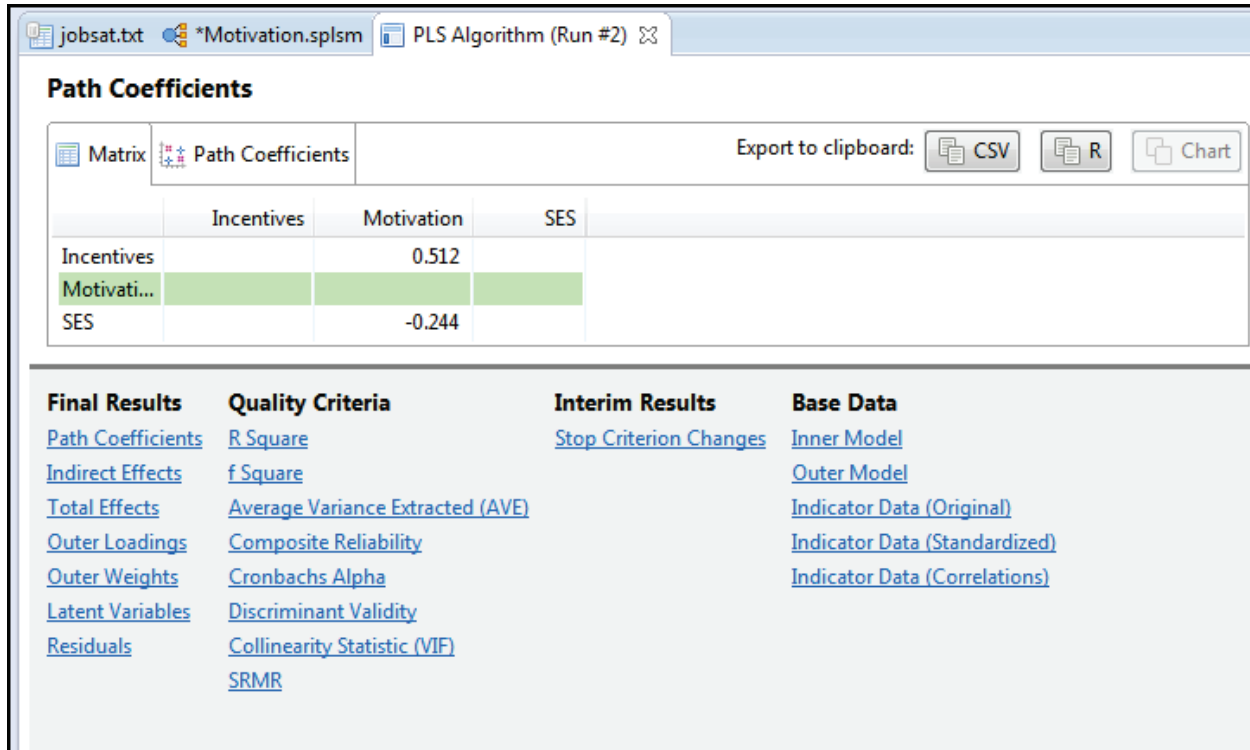 jobsat.txt *Motivation.splsm PLS Algorithm (Run #2)
Path Coefficients
Matrix Path Coefficients Export to clipboard: CSV R Chart
Incentives Motivation SES
Incentives 0.512
Motivati...
SES -0.244
Final Results Quality Criteria Interim Results Base Data
Path Coefficients R Square Stop Criterion Changes Inner Model
Indirect Effects f Square Outer Model
Total Effects Average Variance Extracted (AVE) Indicator Data (Original)
Outer Loadings Composite Reliability Indicator Data (Standardized)
Outer Weights Cronbachs Alpha Indicator Data (Correlations)
Latent Variables Discriminant Validity
Residuals Collinearity Statistic (VIF)
SRMR